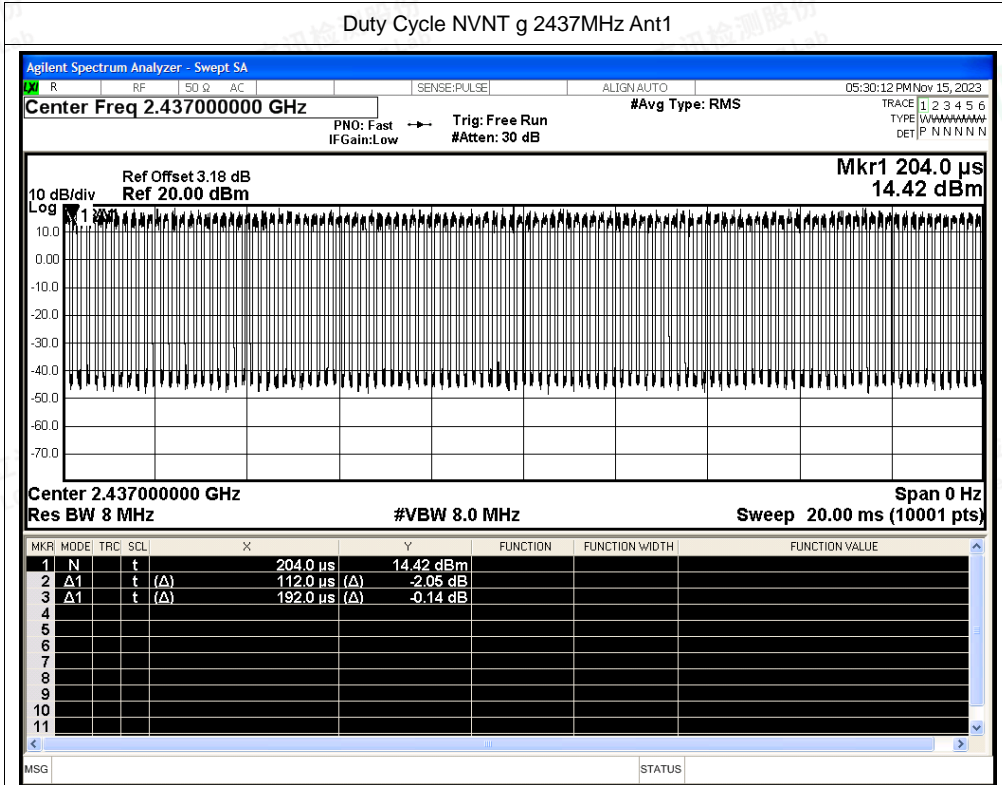 Duty Cycle NVNT g 2437MHz Ant1
Agilent Spectrum Analyzer - Swept SA
LXI R RF 50 Ω AC SENSE:PULSE ALIGN AUTO 05:30:12 PM Nov 15, 2023
Center Freq 2.437000000 GHz #Avg Type: RMS TRACE 1 2 3 4 5 6
PNO: Fast Trig: Free Run TYPE
IFGain:Low #Atten: 30 dB DET P N N N N N
Mkr1 204.0 µs
Ref Offset 3.18 dB
10 dB/div Ref 20.00 dBm 14.42 dBm
Log
10.0
0.00
-10.0
-20.0
-30.0
-40.0
-50.0
-60.0
-70.0
Center 2.437000000 GHz Span 0 Hz
Res BW 8 MHz #VBW 8.0 MHz Sweep 20.00 ms (10001 pts)
MKR MODE TRC SCL X Y FUNCTION FUNCTION WIDTH FUNCTION VALUE
1 N t 204.0 µs 14.42 dBm
2 Δ1 t (Δ) 112.0 µs (Δ) -2.05 dB
3 Δ1 t (Δ) 192.0 µs (Δ) -0.14 dB
4
5
6
7
8
9
10
11
MSG STATUS